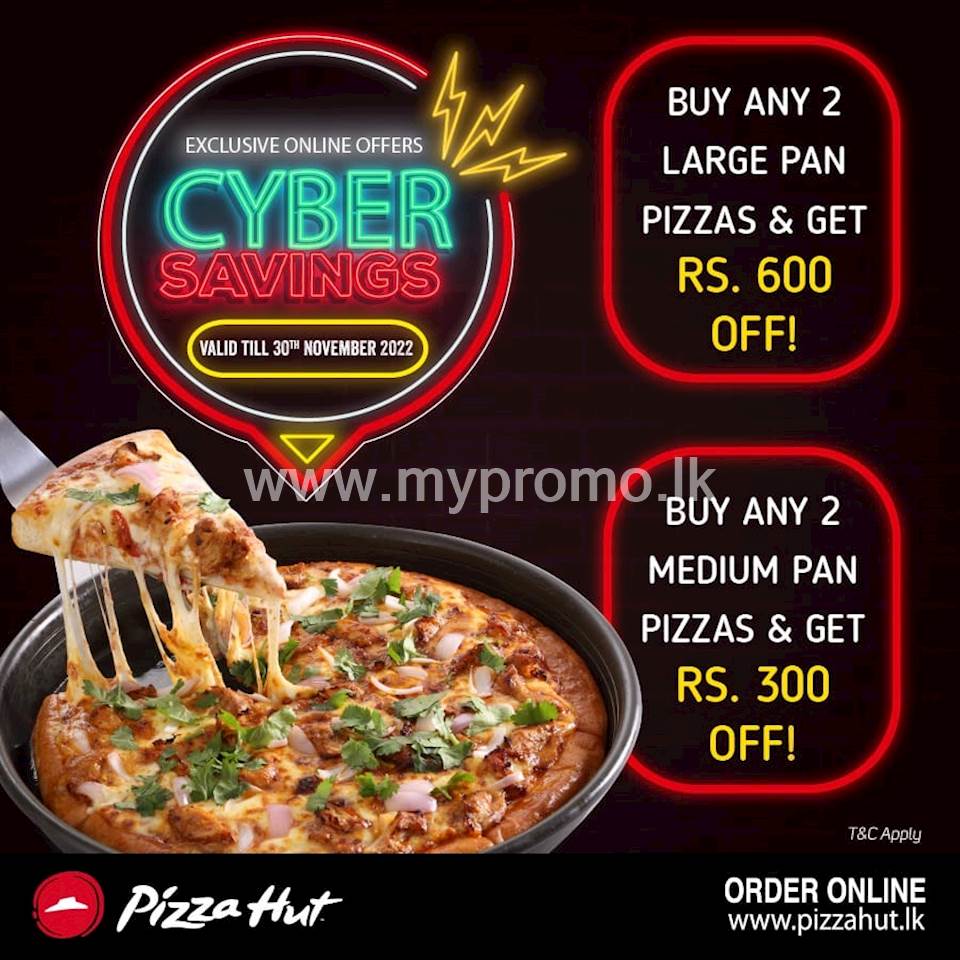 EXCLUSIVE ONLINE OFFERS
CYBER
SAVINGS
VALID TILL 30TH NOVEMBER 2022
BUY ANY 2
LARGE PAN
PIZZAS & GET
RS. 600
OFF!
www.mypromo.lk
BUY ANY 2
MEDIUM PAN
PIZZAS & GET
RS. 300
OFF!
T&C Apply
Pizza Hut
ORDER ONLINE
www.pizzahut.lk